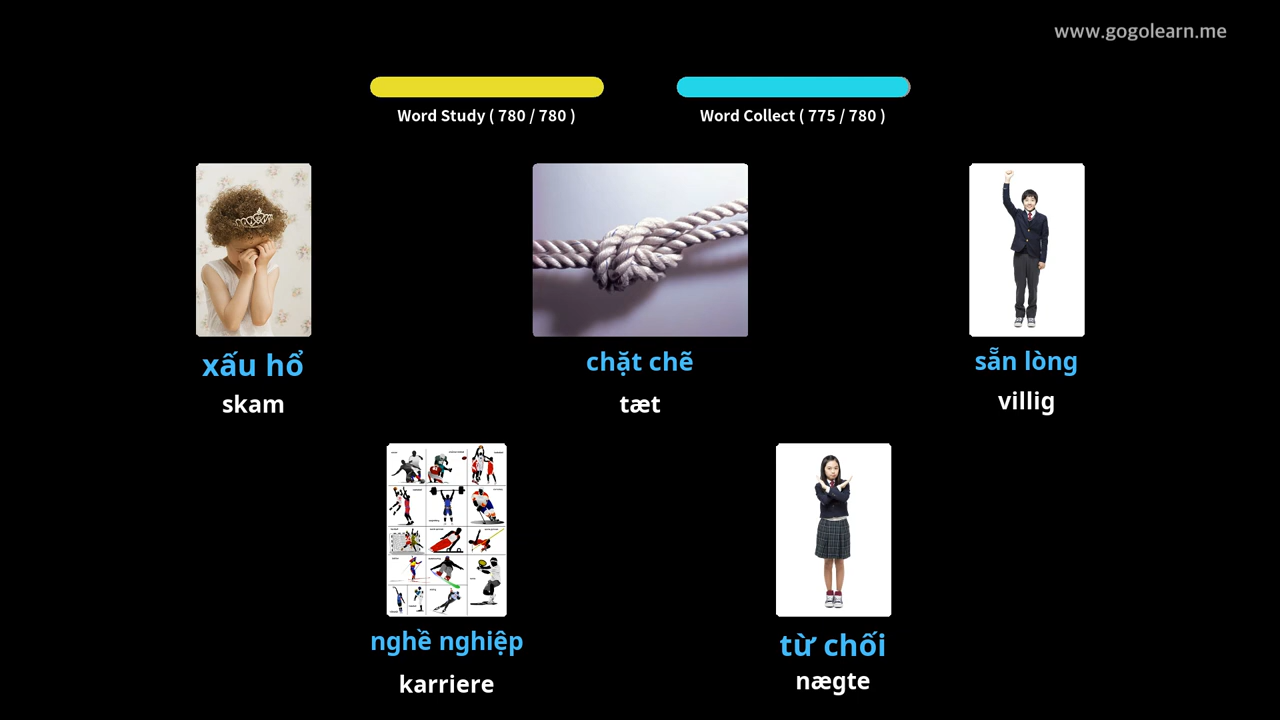 www.gogolearn.me
Word Study ( 780 / 780 )
Word Collect ( 775 / 780 )
xấu hổ
skam
chặt chẽ
tæt
sẵn lòng
villig
nghề nghiệp
karriere
từ chối
nægte